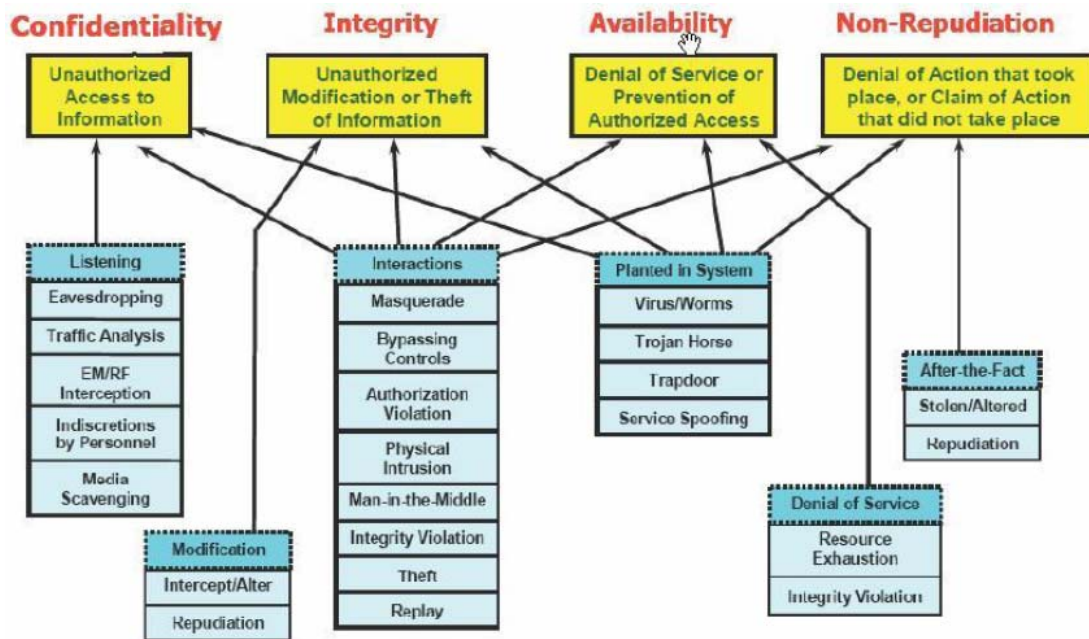 Confidentiality
Integrity
Availability
Non-Repudiation
Unauthorized
Access to
Information
Unauthorized
Modification or Theft
of Information
Denial of Service or
Prevention of
Authorized Access
Denial of Action that took
place, or Claim of Action
that did not take place
Listening
Eavesdropping
Traffic Analysis
EM/RF
Interception
Indiscretions
by Personnel
Media
Scavenging
Modification
Intercept/Alter
Repudiation
Interactions
Masquerade
Bypassing
Controls
Authorization
Violation
Physical
Intrusion
Man-in-the-Middle
Integrity Violation
Theft
Replay
Planted in System
Virus/Worms
Trojan Horse
Trapdoor
Service Spoofing
Denial of Service
Resource
Exhaustion
Integrity Violation
After-the-Fact
Stolen/Altered
Repudiation